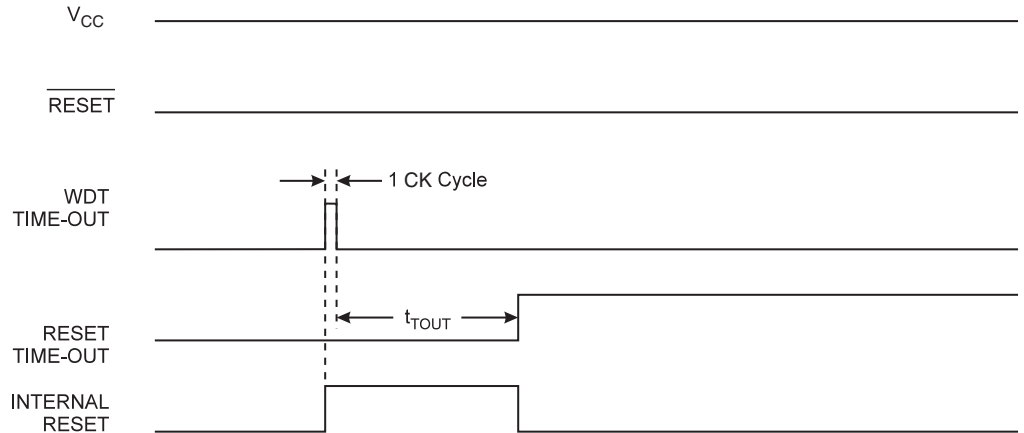 VCC
RESET
1 CK Cycle
WDT
TIME-OUT
tTOUT
RESET
TIME-OUT
INTERNAL
RESET